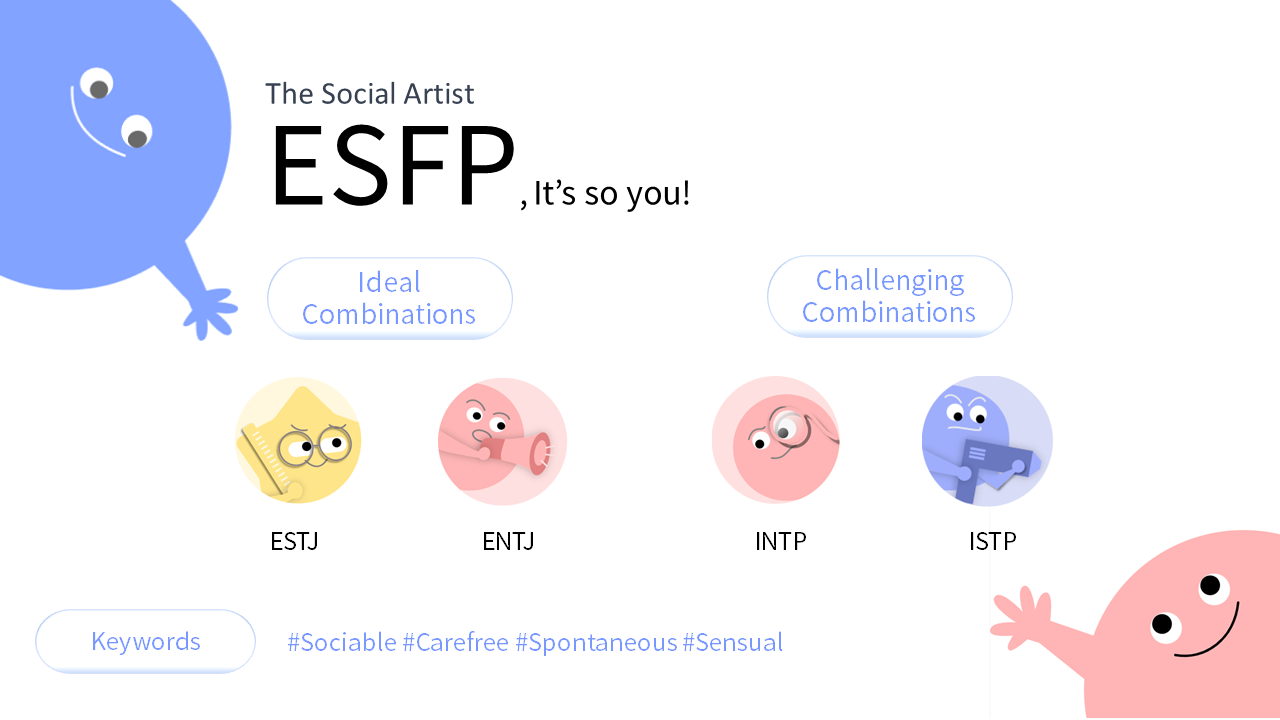 The Social Artist
ESFP, It’s so you!
Ideal
Combinations
Challenging
Combinations
ESTJ
ENTJ
INTP
ISTP
Keywords
#Sociable #Carefree #Spontaneous #Sensual